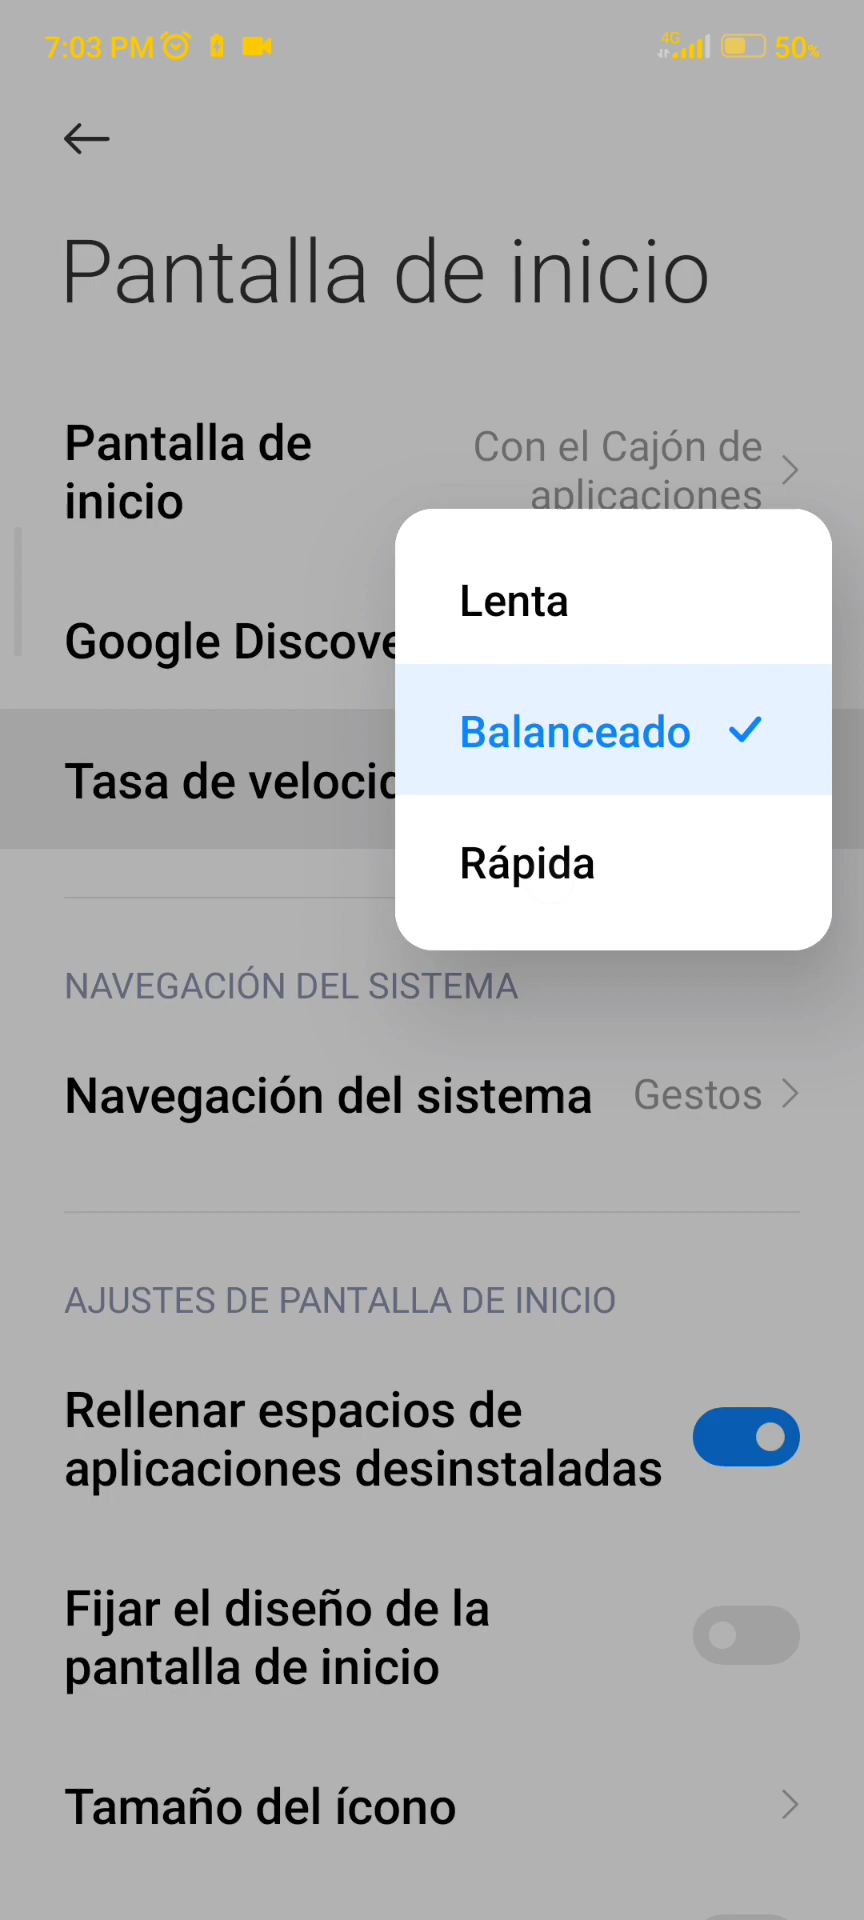 7:03 PM
4G
50%
Pantalla de inicio
Pantalla de
inicio
Con el Cajón de
aplicaciones
Google Discove
Tasa de velocid
Lenta
Balanceado
Rápida
NAVEGACIÓN DEL SISTEMA
Navegación del sistema
Gestos
AJUSTES DE PANTALLA DE INICIO
Rellenar espacios de
aplicaciones desinstaladas
Fijar el diseño de la
pantalla de inicio
Tamaño del ícono